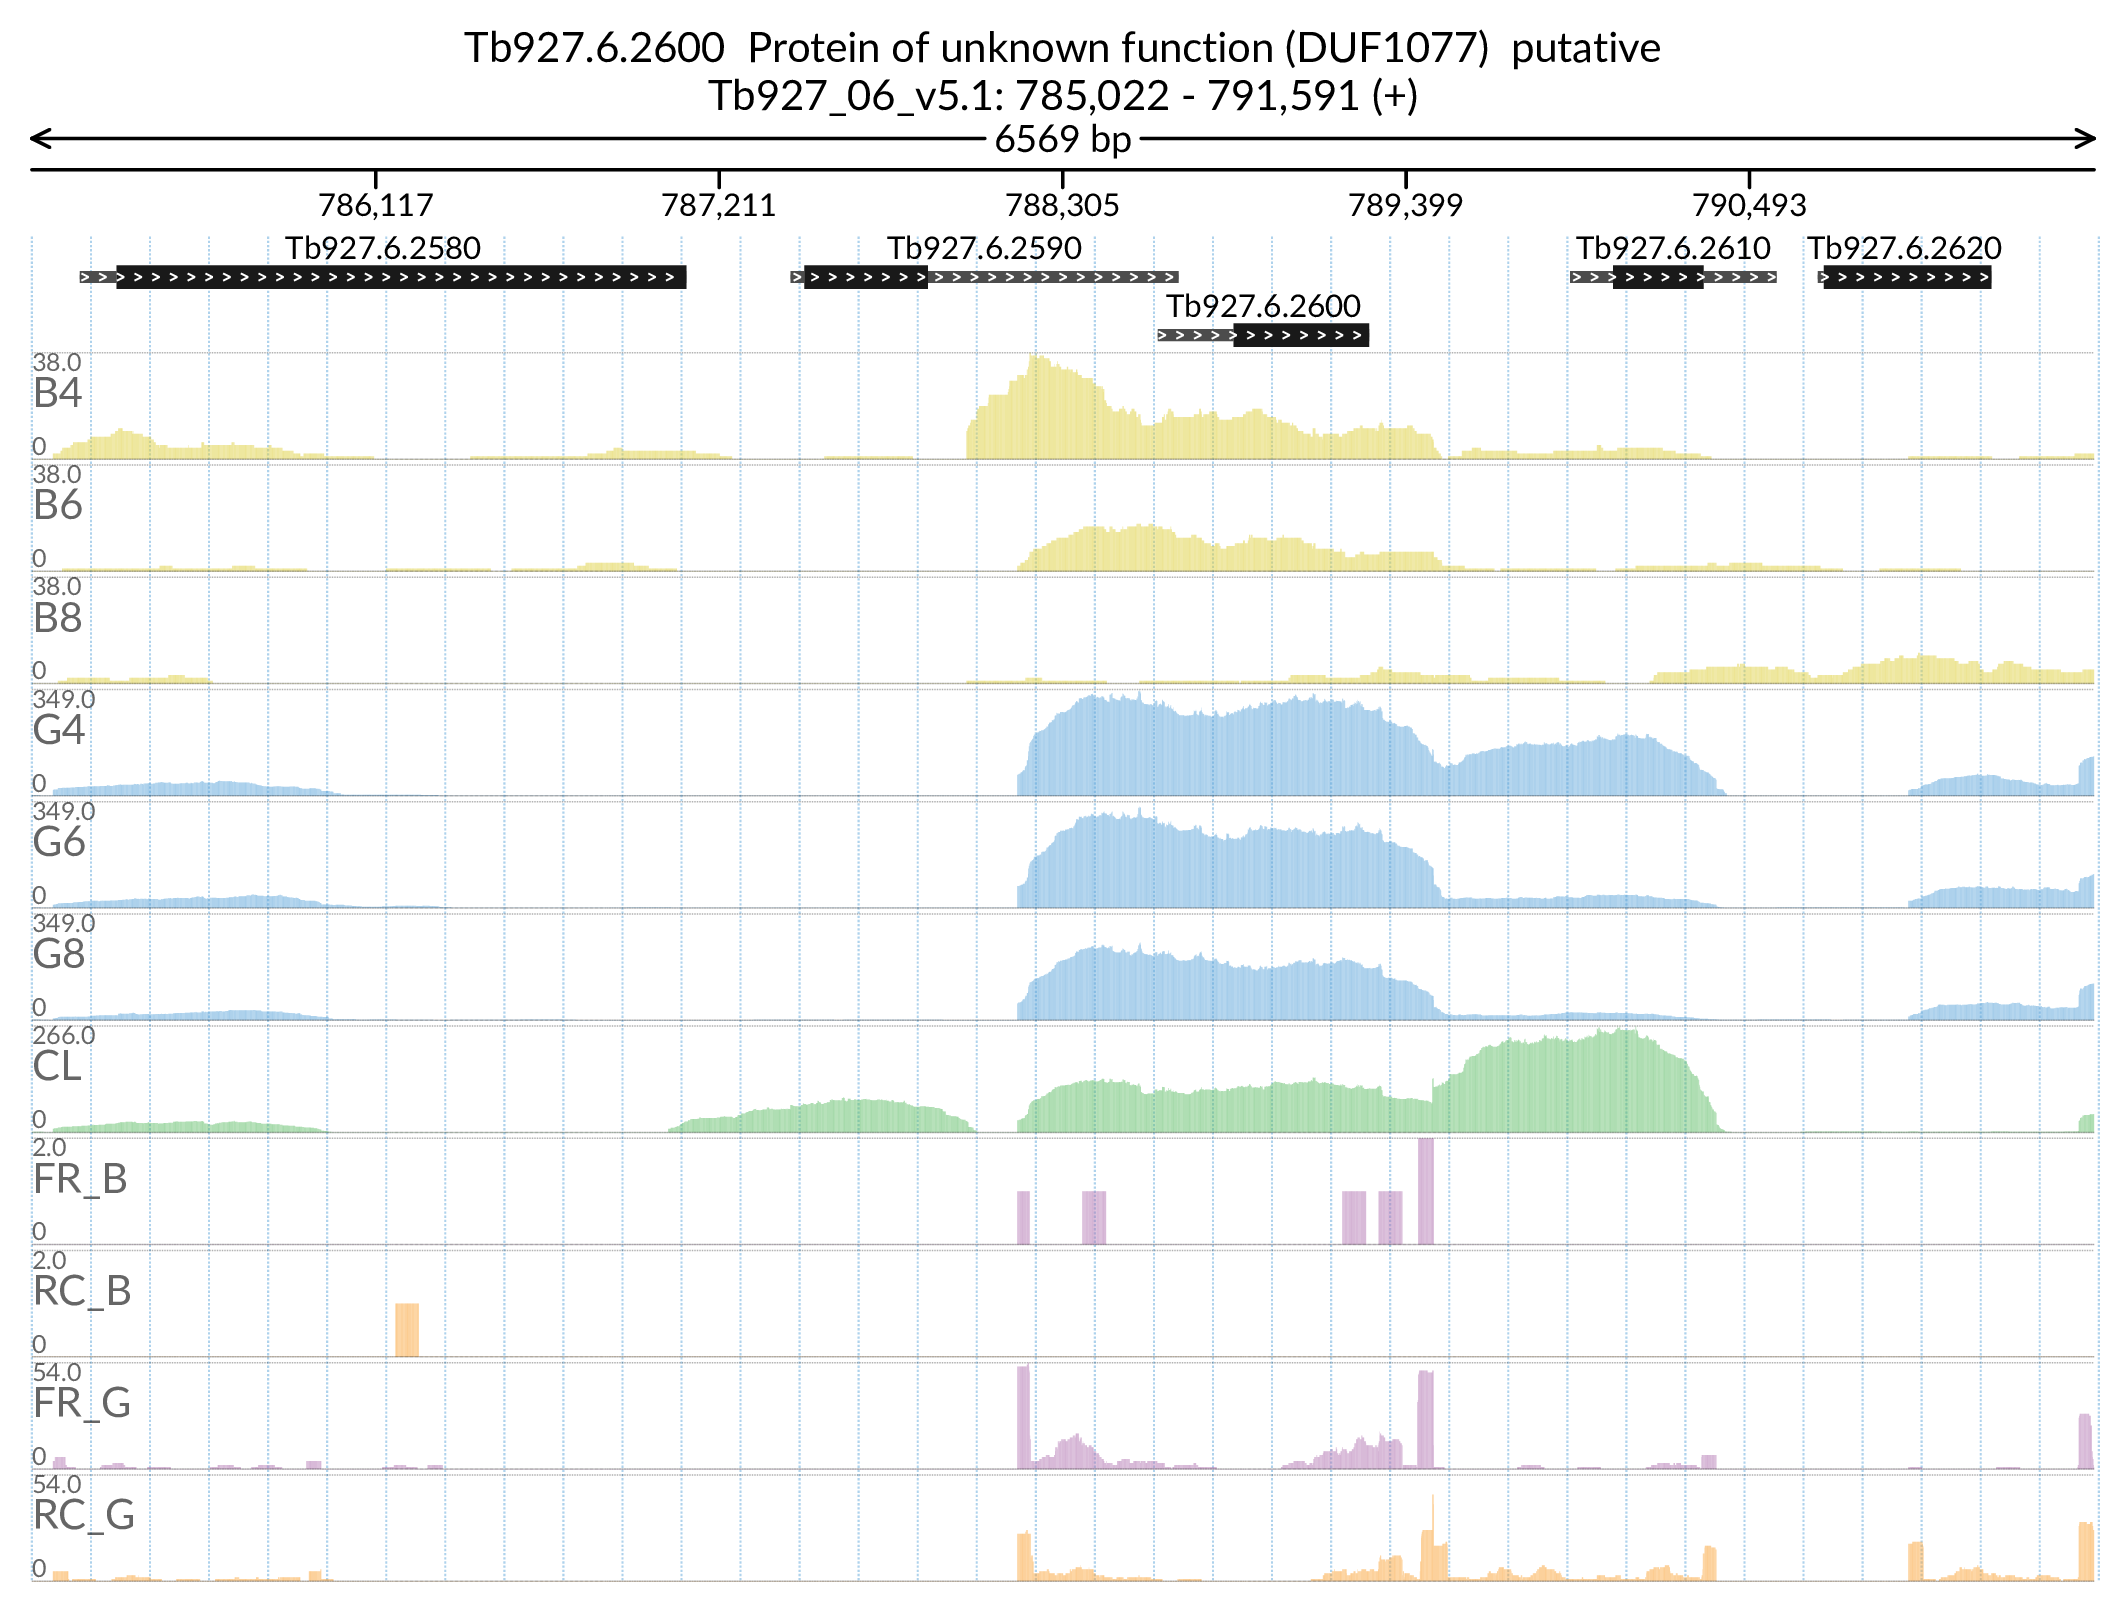 Tb927.6.2600  Protein of unknown function (DUF1077)  putative
Tb927_06_v5.1: 785,022 - 791,591 (+)
6569 bp
786,117 787,211 788,305 789,399 790,493
Tb927.6.2580 Tb927.6.2590 Tb927.6.2610 Tb927.6.2620
Tb927.6.2600
38.0
B4
0
38.0
B6
0
38.0
B8
0
349.0
G4
0
349.0
G6
0
349.0
G8
0
266.0
CL
0
2.0
FR_B
0
2.0
RC_B
0
54.0
FR_G
0
54.0
RC_G
0